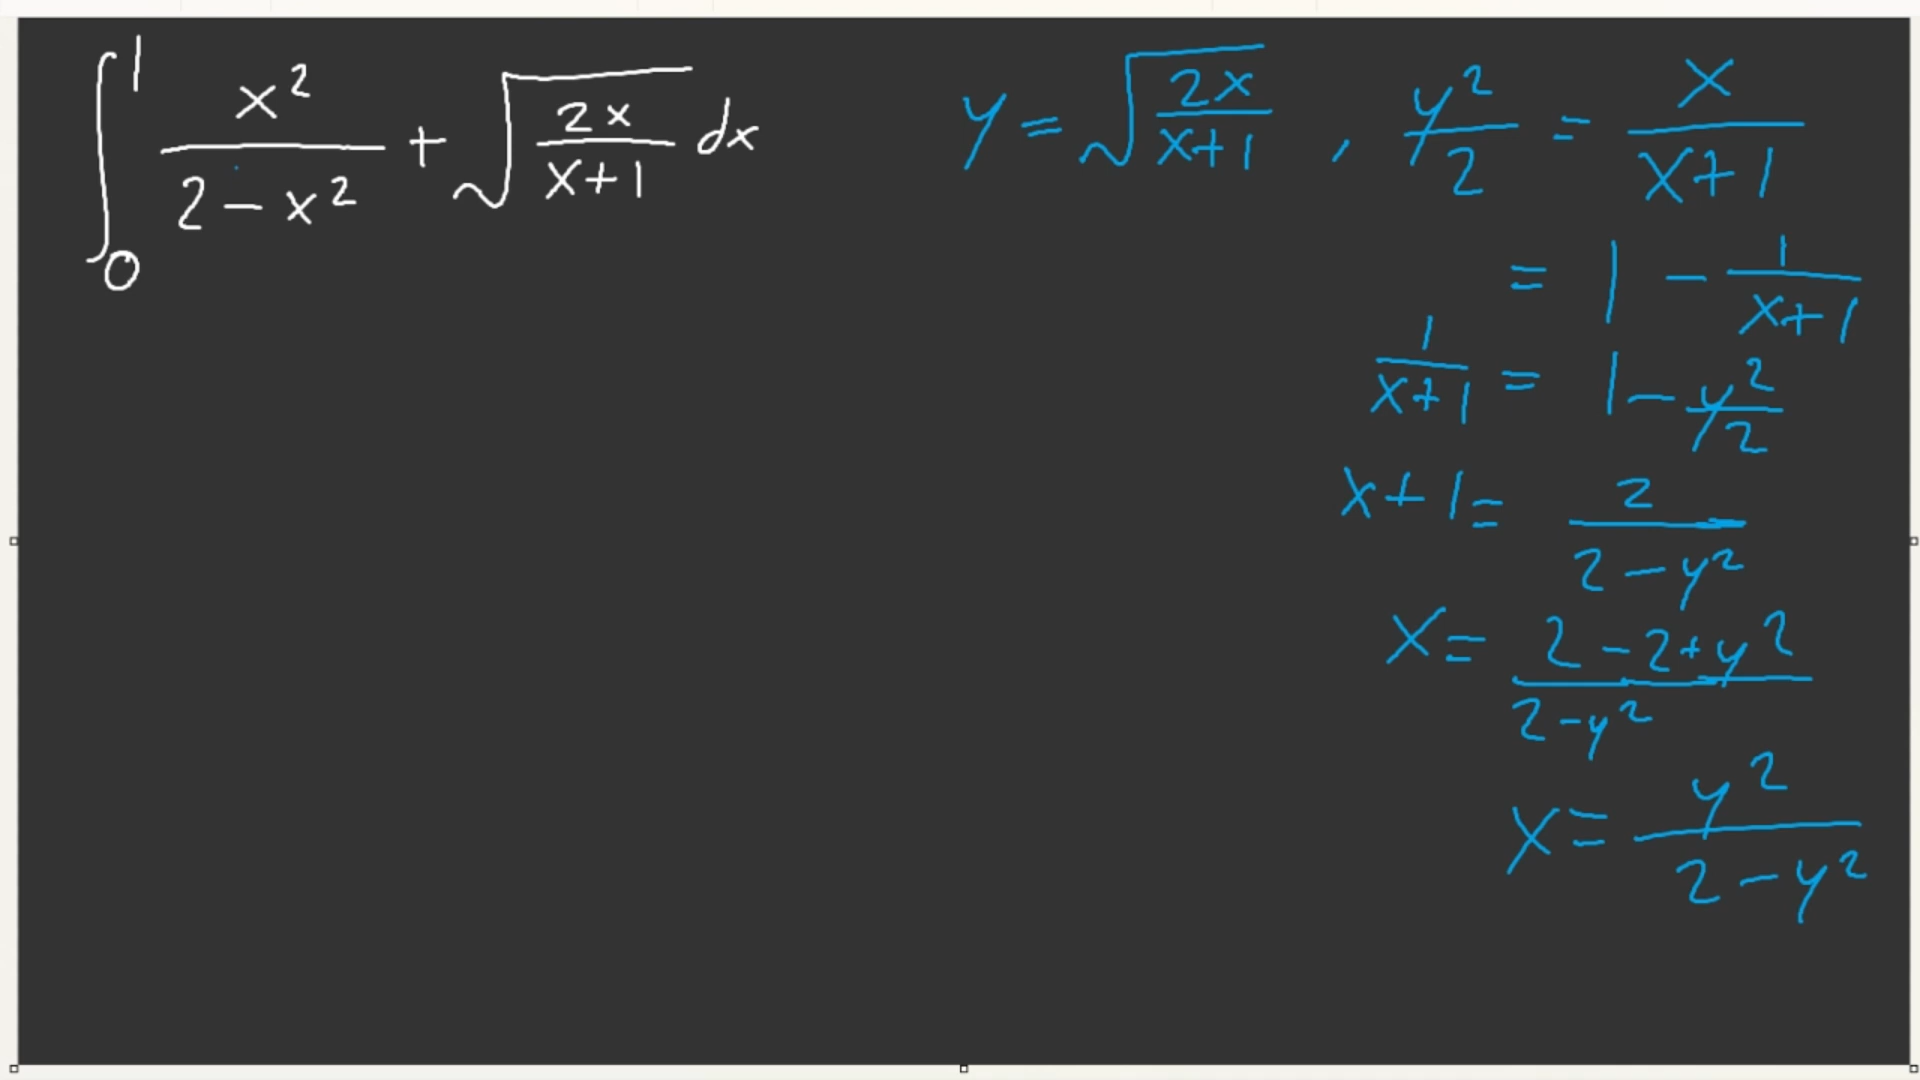 ∫₀¹ x²/(2 − x²) + √(2x/(x+1)) dx
y = √(2x/(x+1)) , y²/2 = x/(x+1)
= 1 − 1/(x+1)
1/(x+1) = 1 − y²/2
x+1 = 2/(2 − y²)
x = (2 − 2 + y²)/(2 − y²)
x = y²/(2 − y²)